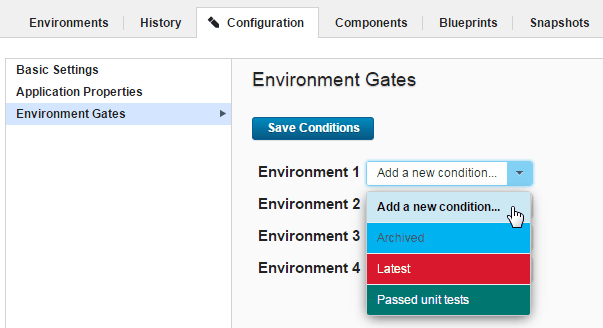 Environments History Configuration Components Blueprints Snapshots
Basic Settings
Application Properties
Environment Gates
Environment Gates
Save Conditions
Environment 1 Add a new condition...
Environment 2 Add a new condition...
Environment 3 Archived
Environment 4 Latest
Passed unit tests